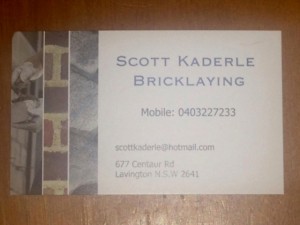 SCOTT KADERLE
BRICKLAYING
Mobile: 0403227233
scottkaderle@hotmail.com
677 Centaur Rd
Lavington N.S.W 2641